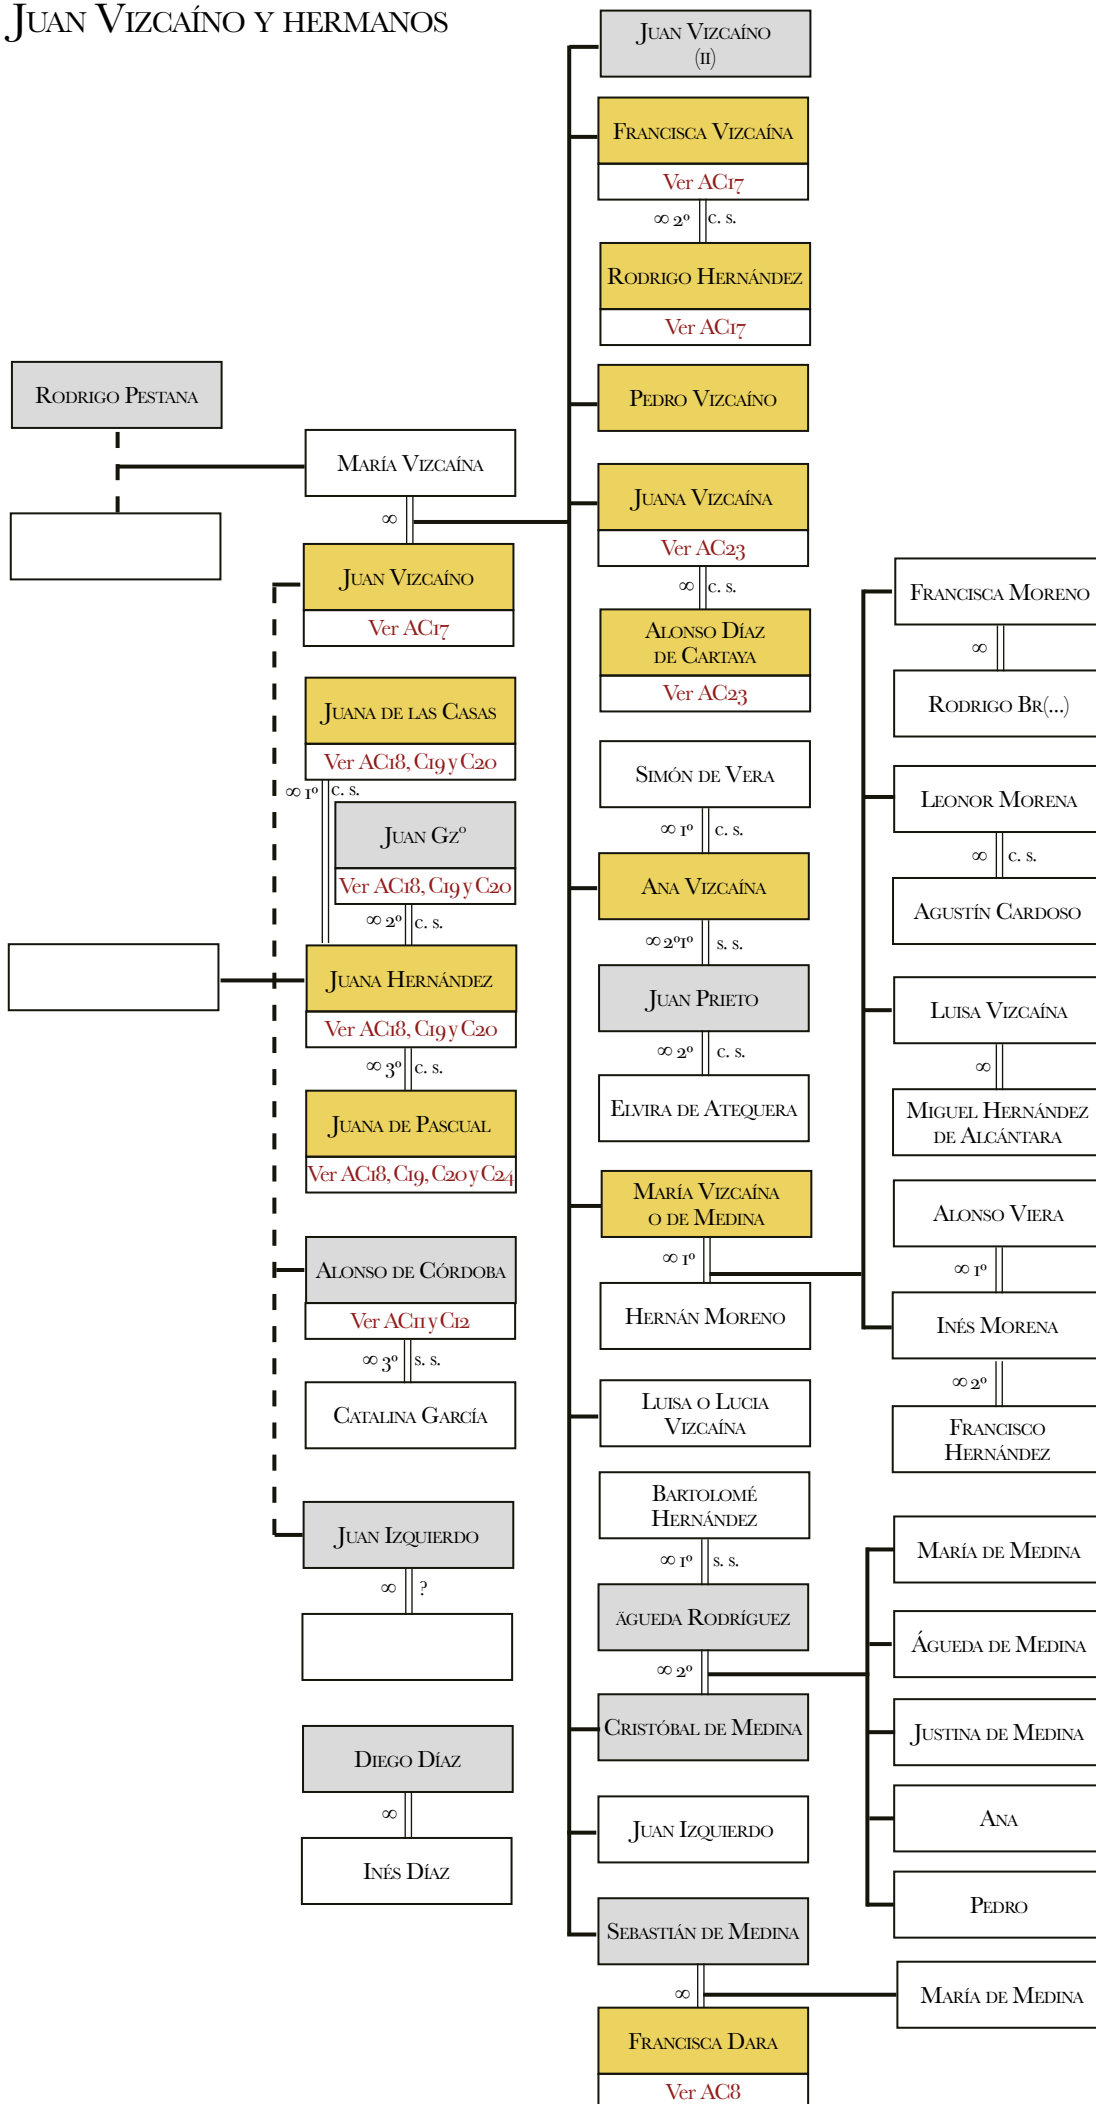 Juan Vizcaíno y hermanos
Rodrigo Pestana
María Vizcaína
∞
Juan Vizcaíno
Ver AC17
Juana de las Casas
Ver AC18, C19 y C20
∞ 1º c. s.
Juan Gzº
Ver AC18, C19 y C20
∞ 2º c. s.
Juana Hernández
Ver AC18, C19 y C20
∞ 3º c. s.
Juana de Pascual
Ver AC18, C19, C20 y C24
Alonso de Córdoba
Ver AC11 y C12
∞ 3º s. s.
Catalina García
Juan Izquierdo
∞ ?
Diego Díaz
∞
Inés Díaz
Juan Vizcaíno
(II)
Francisca Vizcaína
Ver AC17
∞ 2º c. s.
Rodrigo Hernández
Ver AC17
Pedro Vizcaíno
Juana Vizcaína
Ver AC23
∞ c. s.
Alonso Díaz
de Cartaya
Ver AC23
Simón de Vera
∞ 1º c. s.
Ana Vizcaína
∞ 2º1º s. s.
Juan Prieto
∞ 2º c. s.
Elvira de Atequera
María Vizcaína
o de Medina
∞ 1º
Hernán Moreno
Luisa o Lucia
Vizcaína
Bartolomé
Hernández
∞ 1º s. s.
ägueda Rodríguez
∞ 2º
Cristóbal de Medina
Juan Izquierdo
Sebastián de Medina
∞
Francisca Dara
Ver AC8
Francisca Moreno
∞
Rodrigo Br(...)
Leonor Morena
∞ c. s.
Agustín Cardoso
Luisa Vizcaína
∞
Miguel Hernández
de Alcántara
Alonso Viera
∞ 1º
Inés Morena
∞ 2º
Francisco
Hernández
María de Medina
Águeda de Medina
Justina de Medina
Ana
Pedro
María de Medina